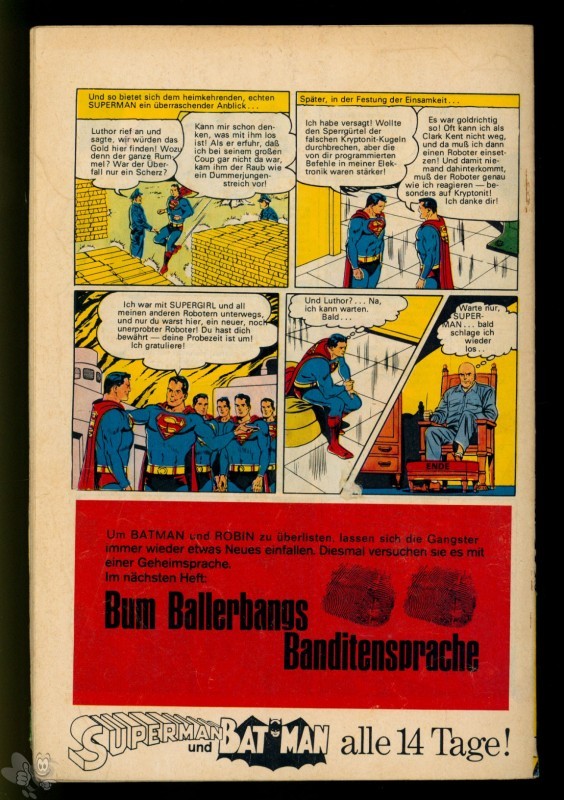 Und so bietet sich dem heimkehrenden, echten
SUPERMAN ein überraschender Anblick...
Luthor rief an und
sagte, wir würden das
Gold hier finden! Wozu
denn der ganze Rum-
mel? War der Über-
fall nur ein Scherz?
Kann mir schon den-
ken, was mit ihm los
ist! Als er erfuhr, daß
ich bei seinem großen
Coup gar nicht da war,
kam ihm der Raub wie
ein Dummerjungen-
streich vor!
Später, in der Festung der Einsamkeit...
Ich habe versagt! Wollte
den Sperrgürtel der
falschen Kryptonit-Kugeln
durchbrechen, aber die
von dir programmierten
Befehle in meiner Elek-
tronik waren stärker!
Es war goldrichtig
so! Oft kann ich als
Clark Kent nicht weg,
und da muß ich dann
einen Roboter einset-
zen! Und damit nie-
mand dahinterkommt,
muß der Roboter genau
wie ich reagieren — be-
sonders auf Kryptonit!
Ich danke dir!
Ich war mit SUPERGIRL und all
meinen anderen Robotern unterwegs,
und nur du warst hier, ein neuer, noch
unerprobter Roboter! Du hast dich
bewährt — deine Probezeit ist um!
Ich gratuliere!
Und Luthor?... Na,
ich kann warten.
Bald...
Warte nur,
SUPER-
MAN... bald
schlage ich
wieder
los..
ENDE
Um BATMAN und ROBIN zu überlisten, lassen sich die Gangster
immer wieder etwas Neues einfallen. Diesmal versuchen sie es mit
einer Geheimsprache.
Im nächsten Heft:
Bum Ballerbangs
Banditensprache
SUPERMAN und BATMAN alle 14 Tage!